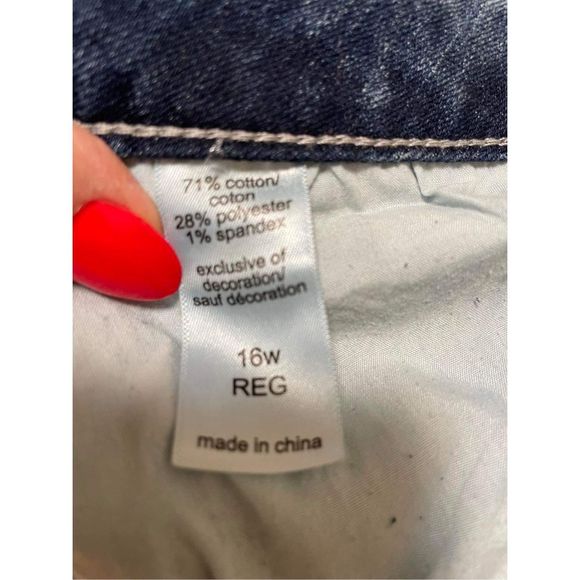 71% cotton/
coton
28% polyester
1% spandex
exclusive of
decoration/
sauf décoration
16w
REG
made in china